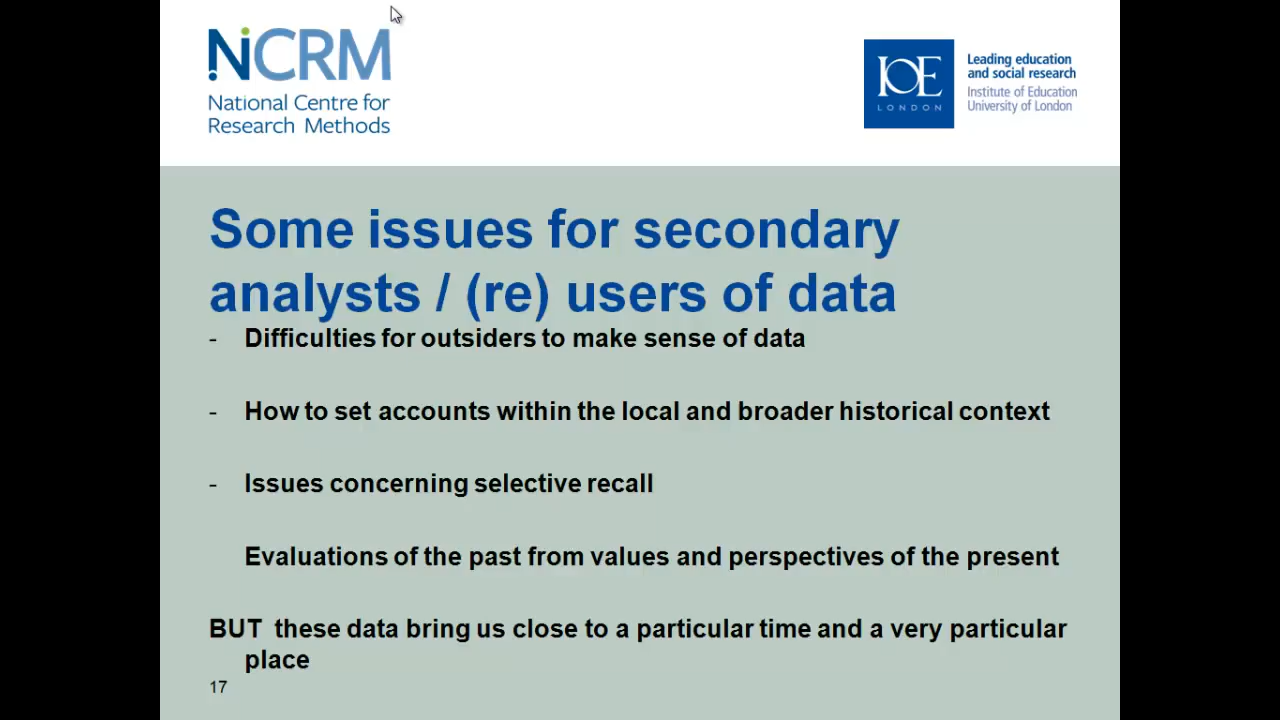 NCRM
National Centre for
Research Methods
IOE
LONDON
Leading education
and social research
Institute of Education
University of London
Some issues for secondary
analysts / (re) users of data
- Difficulties for outsiders to make sense of data
- How to set accounts within the local and broader historical context
- Issues concerning selective recall
Evaluations of the past from values and perspectives of the present
BUT these data bring us close to a particular time and a very particular
place
17